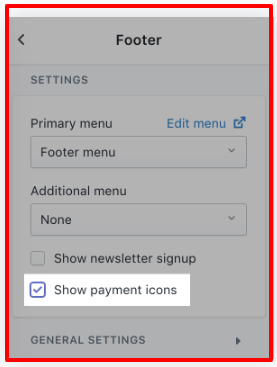 Footer
SETTINGS
Primary menu Edit menu
Footer menu
Additional menu
None
Show newsletter signup
Show payment icons
GENERAL SETTINGS